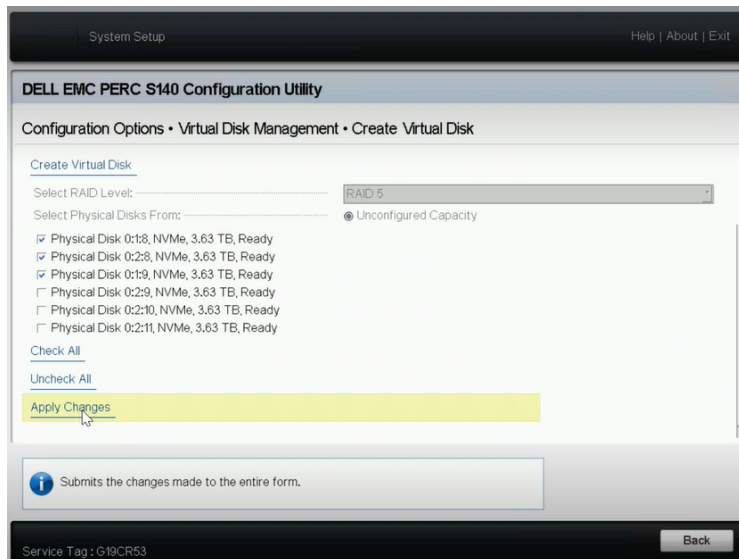 System Setup
Help | About | Exit
DELL EMC PERC S140 Configuration Utility
Configuration Options • Virtual Disk Management • Create Virtual Disk
Create Virtual Disk
Select RAID Level: RAID 5
Select Physical Disks From: Unconfigured Capacity
Physical Disk 0:1:8, NVMe, 3.63 TB, Ready
Physical Disk 0:2:8, NVMe, 3.63 TB, Ready
Physical Disk 0:1:9, NVMe, 3.63 TB, Ready
Physical Disk 0:2:9, NVMe, 3.63 TB, Ready
Physical Disk 0:2:10, NVMe, 3.63 TB, Ready
Physical Disk 0:2:11, NVMe, 3.63 TB, Ready
Check All
Uncheck All
Apply Changes
Submits the changes made to the entire form.
Back
Service Tag : G19CR53